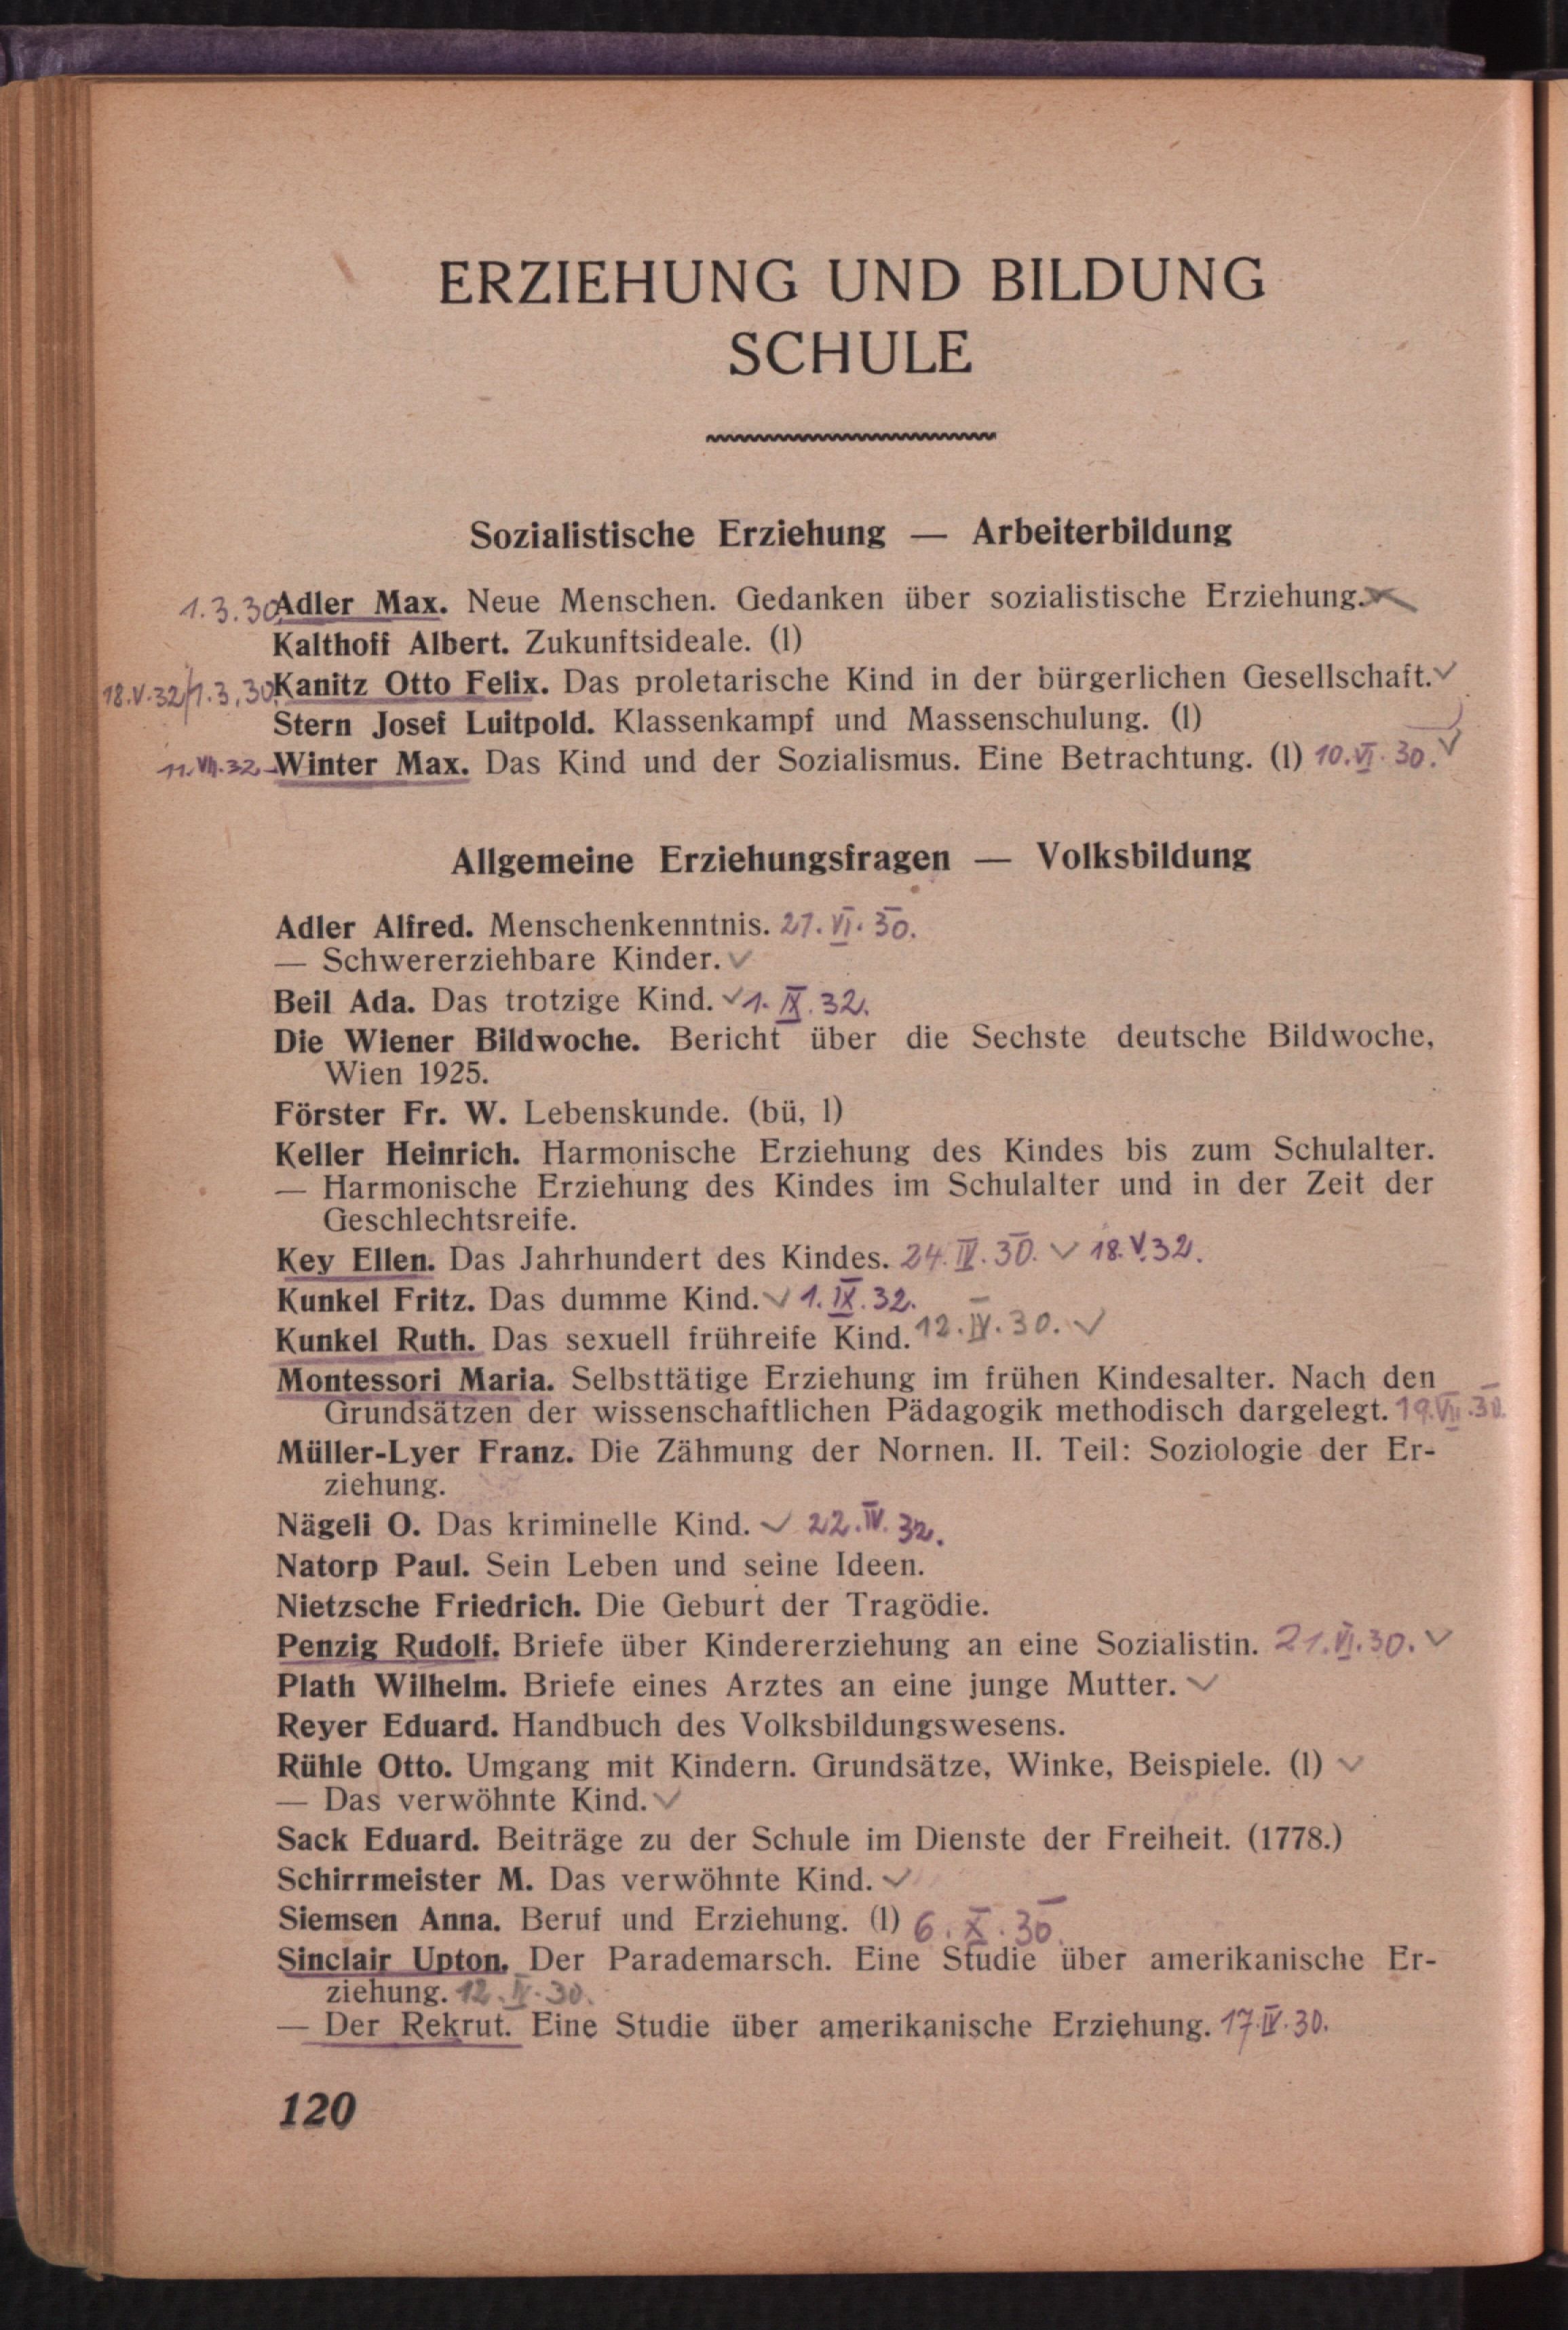 ERZIEHUNG UND BILDUNG
SCHULE
Sozialistische Erziehung — Arbeiterbildung
1.3.30. Adler Max. Neue Menschen. Gedanken über sozialistische Erziehung.
Kalthoff Albert. Zukunftsideale. (l)
18.V.32/1.3.30. Kanitz Otto Felix. Das proletarische Kind in der bürgerlichen Gesellschaft. ✓
Stern Josef Luitpold. Klassenkampf und Massenschulung. (l)
11.VII.32 Winter Max. Das Kind und der Sozialismus. Eine Betrachtung. (l) 10.VI.30. ✓
Allgemeine Erziehungsfragen — Volksbildung
Adler Alfred. Menschenkenntnis. 21.VI.30.
— Schwererziehbare Kinder. ✓
Beil Ada. Das trotzige Kind. ✓ 1.IX.32.
Die Wiener Bildwoche. Bericht über die Sechste deutsche Bildwoche,
Wien 1925.
Förster Fr. W. Lebenskunde. (bü, l)
Keller Heinrich. Harmonische Erziehung des Kindes bis zum Schulalter.
— Harmonische Erziehung des Kindes im Schulalter und in der Zeit der
Geschlechtsreife.
Key Ellen. Das Jahrhundert des Kindes. 24.IV.30. ✓ 18.V.32.
Kunkel Fritz. Das dumme Kind. ✓ 1.IX.32.
Kunkel Ruth. Das sexuell frühreife Kind. 12.IV.30. ✓
Montessori Maria. Selbsttätige Erziehung im frühen Kindesalter. Nach den
Grundsätzen der wissenschaftlichen Pädagogik methodisch dargelegt. 19.VII.30.
Müller-Lyer Franz. Die Zähmung der Nornen. II. Teil: Soziologie der Er-
ziehung.
Nägeli O. Das kriminelle Kind. ✓ 22.IV.32.
Natorp Paul. Sein Leben und seine Ideen.
Nietzsche Friedrich. Die Geburt der Tragödie.
Penzig Rudolf. Briefe über Kindererziehung an eine Sozialistin. 21.VI.30. ✓
Plath Wilhelm. Briefe eines Arztes an eine junge Mutter. ✓
Reyer Eduard. Handbuch des Volksbildungswesens.
Rühle Otto. Umgang mit Kindern. Grundsätze, Winke, Beispiele. (l) ✓
— Das verwöhnte Kind. ✓
Sack Eduard. Beiträge zu der Schule im Dienste der Freiheit. (1778.)
Schirrmeister M. Das verwöhnte Kind. ✓
Siemsen Anna. Beruf und Erziehung. (l) 6.X.30.
Sinclair Upton. Der Parademarsch. Eine Studie über amerikanische Er-
ziehung. 12.IV.30.
— Der Rekrut. Eine Studie über amerikanische Erziehung. 17.IV.30.
120